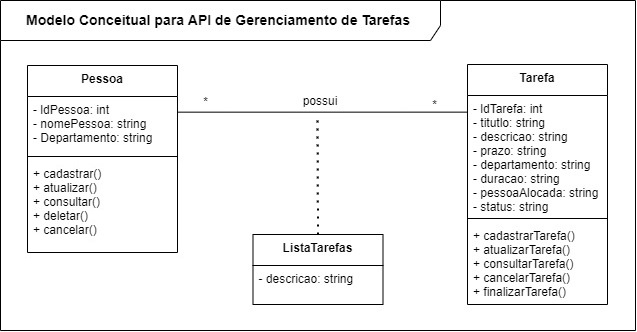 Modelo Conceitual para API de Gerenciamento de Tarefas
Pessoa
- IdPessoa: int
- nomePessoa: string
- Departamento: string
+ cadastrar()
+ atualizar()
+ consultar()
+ deletar()
+ cancelar()
* possui *
Tarefa
- IdTarefa: int
- titutlo: string
- descricao: string
- prazo: string
- departamento: string
- duracao: string
- pessoaAlocada: string
- status: string
+ cadastrarTarefa()
+ atualizarTarefa()
+ consultarTarefa()
+ cancelarTarefa()
+ finalizarTarefa()
ListaTarefas
- descricao: string